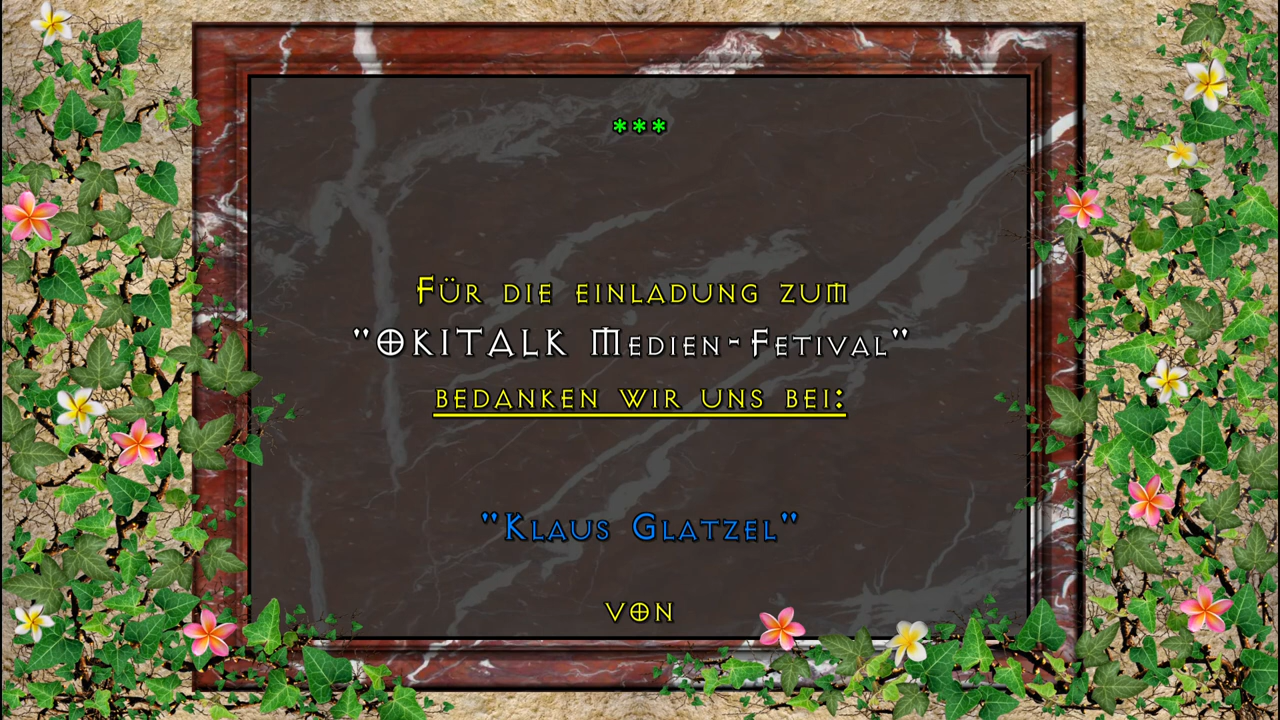 ***
Für die einladung zum
"OKITALK Medien-Fetival"
bedanken wir uns bei:
"Klaus Glatzel"
von